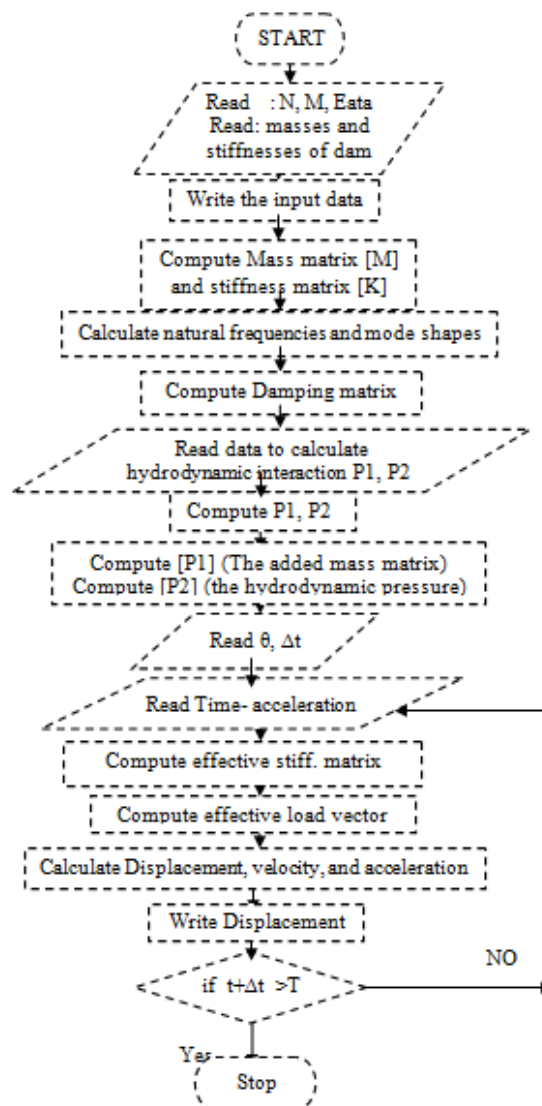 START
Read : N, M, Eata
Read: masses and
stiffnesses of dam
Write the input data
Compute Mass matrix [M]
and stiffness matrix [K]
Calculate natural frequencies and mode shapes
Compute Damping matrix
Read data to calculate
hydrodynamic interaction P1, P2
Compute P1, P2
Compute [P1] (The added mass matrix)
Compute [P2] (the hydrodynamic pressure)
Read θ, Δt
Read Time- acceleration
Compute effective stiff. matrix
Compute effective load vector
Calculate Displacement, velocity, and acceleration
Write Displacement
NO
if t+Δt >T
Yes
Stop